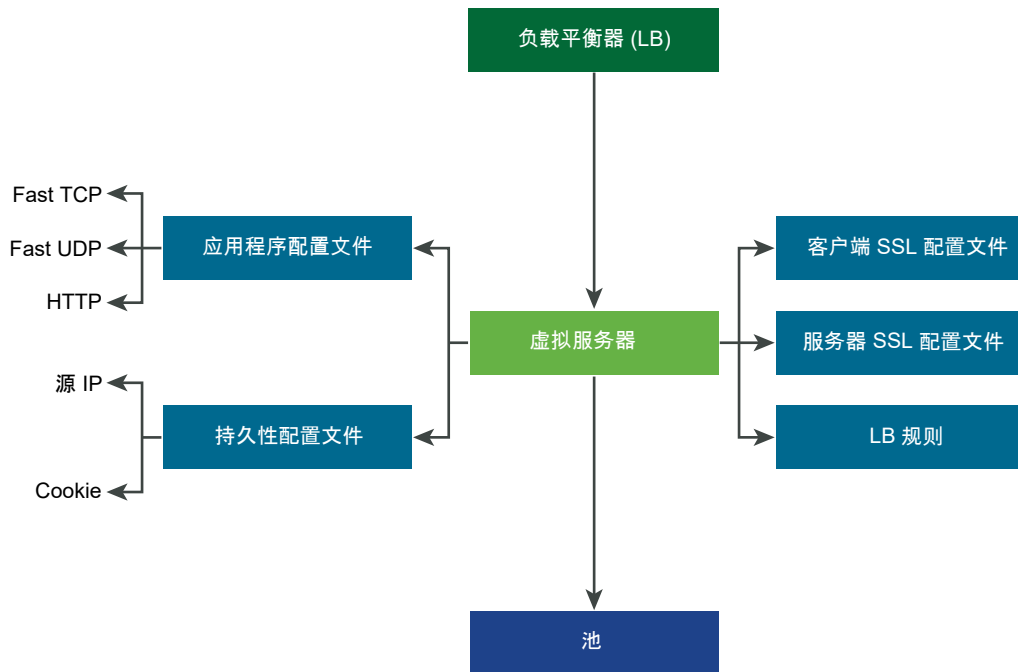 负载平衡器 (LB)
Fast TCP
Fast UDP
HTTP
应用程序配置文件
客户端 SSL 配置文件
虚拟服务器
服务器 SSL 配置文件
源 IP
Cookie
持久性配置文件
LB 规则
池